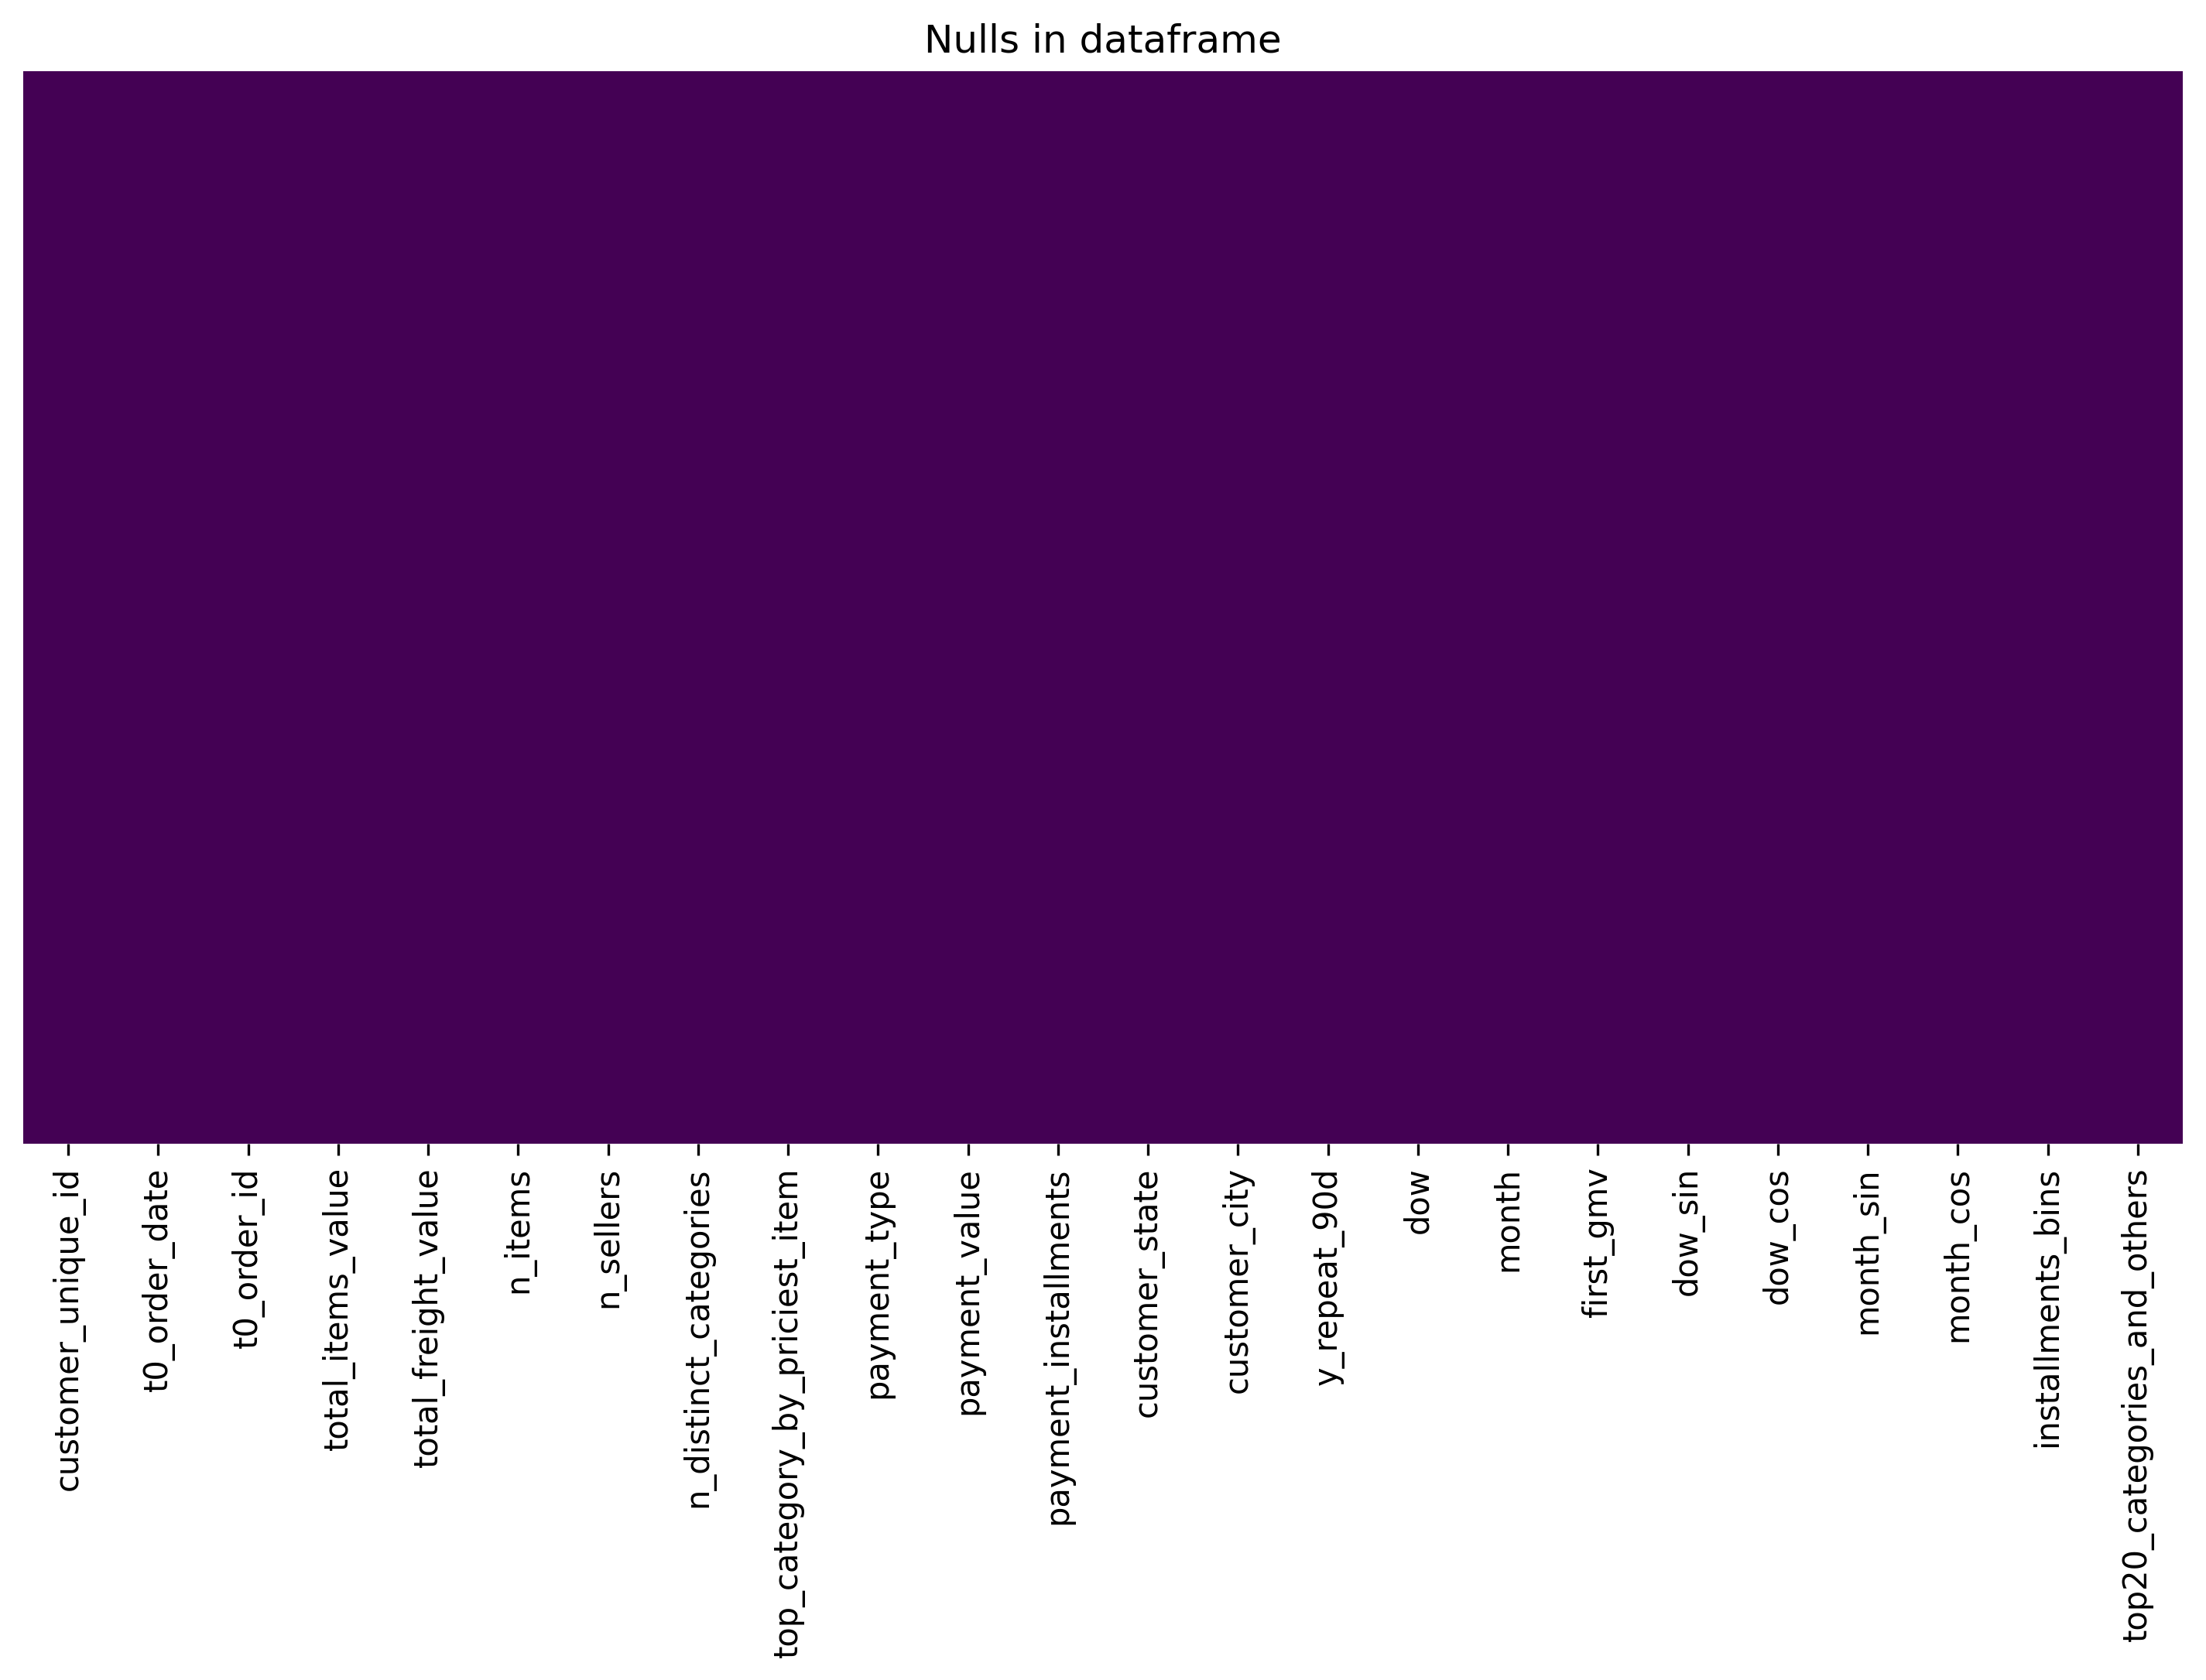 Nulls in dataframe
customer_unique_id
t0_order_date
t0_order_id
total_items_value
total_freight_value
n_items
n_sellers
n_distinct_categories
top_category_by_priciest_item
payment_type
payment_value
payment_installments
customer_state
customer_city
y_repeat_90d
dow
month
first_gmv
dow_sin
dow_cos
month_sin
month_cos
installments_bins
top20_categories_and_others